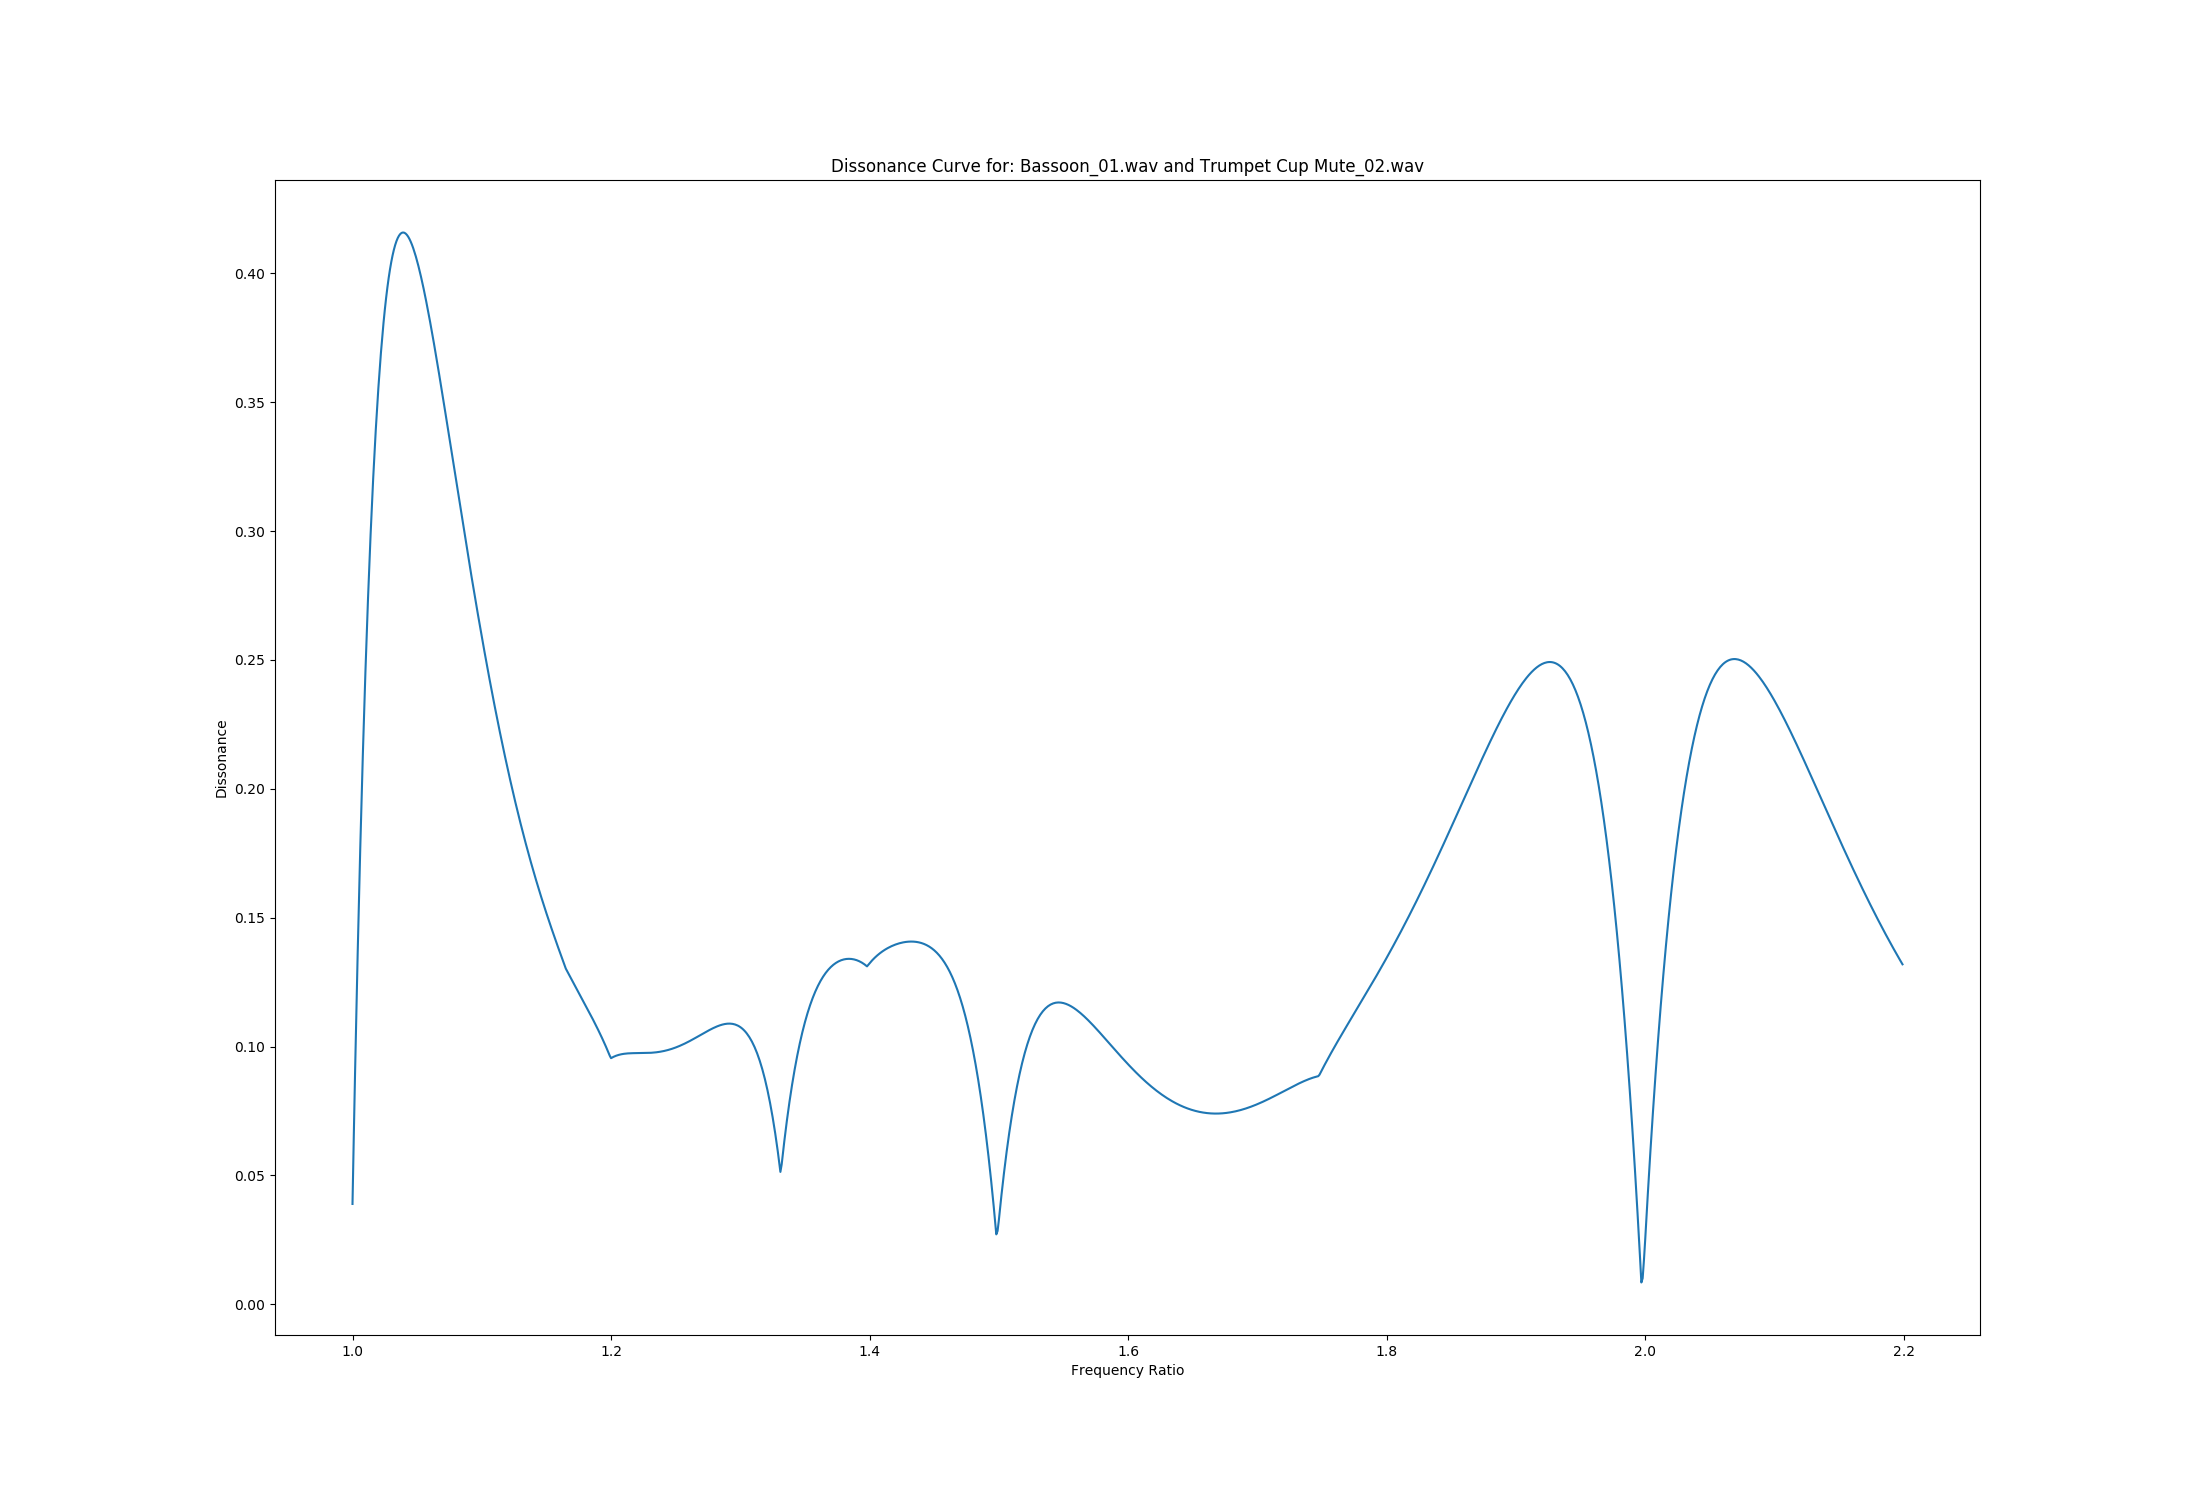 Dissonance Curve for: Bassoon_01.wav and Trumpet Cup Mute_02.wav
0.40
0.35
0.30
0.25
0.20
0.15
0.10
0.05
0.00
Dissonance
1.0 1.2 1.4 1.6 1.8 2.0 2.2
Frequency Ratio